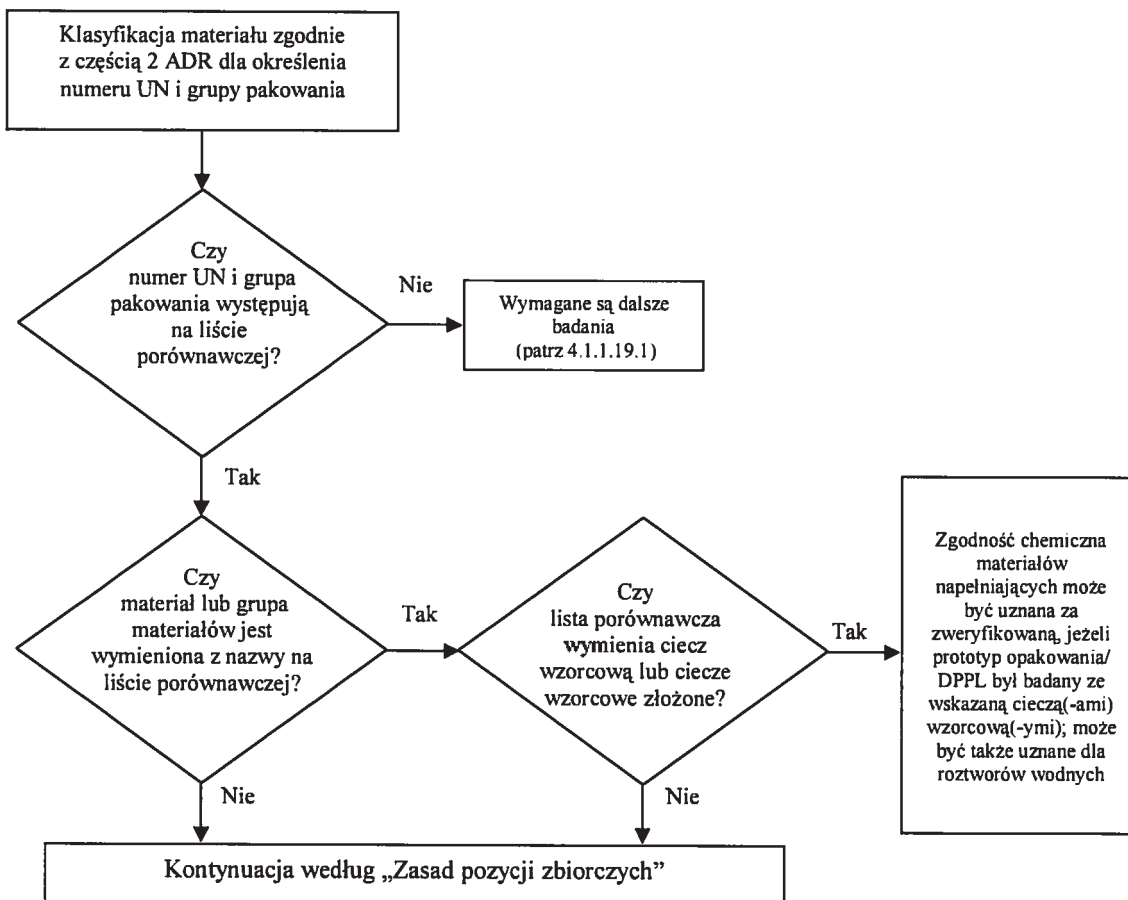 Klasyfikacja materiału zgodnie
z częścią 2 ADR dla określenia
numeru UN i grupy pakowania
Czy
numer UN i grupa
pakowania występują
na liście
porównawczej?
Nie
Wymagane są dalsze
badania
(patrz 4.1.1.19.1)
Tak
Czy
materiał lub grupa
materiałów jest
wymieniona z nazwy na
liście porównawczej?
Tak
Czy
lista porównawcza
wymienia ciecz
wzorcową lub ciecze
wzorcowe złożone?
Tak
Zgodność chemiczna
materiałów
napełniających może
być uznana za
zweryfikowaną, jeżeli
prototyp opakowania/
DPPL był badany ze
wskazaną cieczą(-ami)
wzorcową(-ymi); może
być także uznane dla
roztworów wodnych
Nie
Nie
Kontynuacja według „Zasad pozycji zbiorczych”